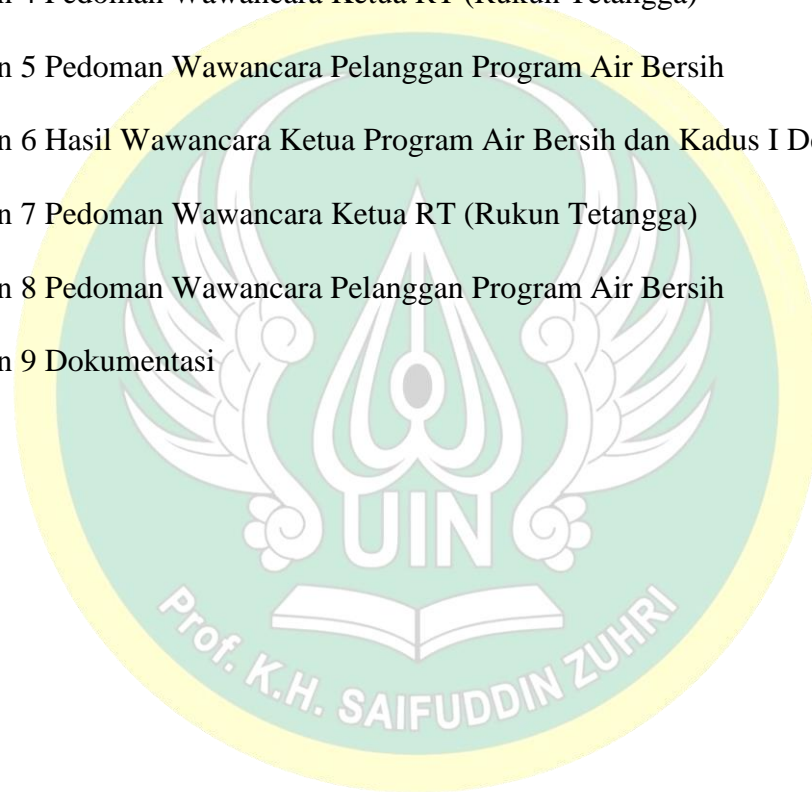 n 4 Pedoman Wawancara Ketua RT (Rukun Tetangga)
n 5 Pedoman Wawancara Pelanggan Program Air Bersih
n 6 Hasil Wawancara Ketua Program Air Bersih dan Kadus I D
n 7 Pedoman Wawancara Ketua RT (Rukun Tetangga)
n 8 Pedoman Wawancara Pelanggan Program Air Bersih
n 9 Dokumentasi
UIN
Prof. K.H. SAIFUDDIN ZUHRI